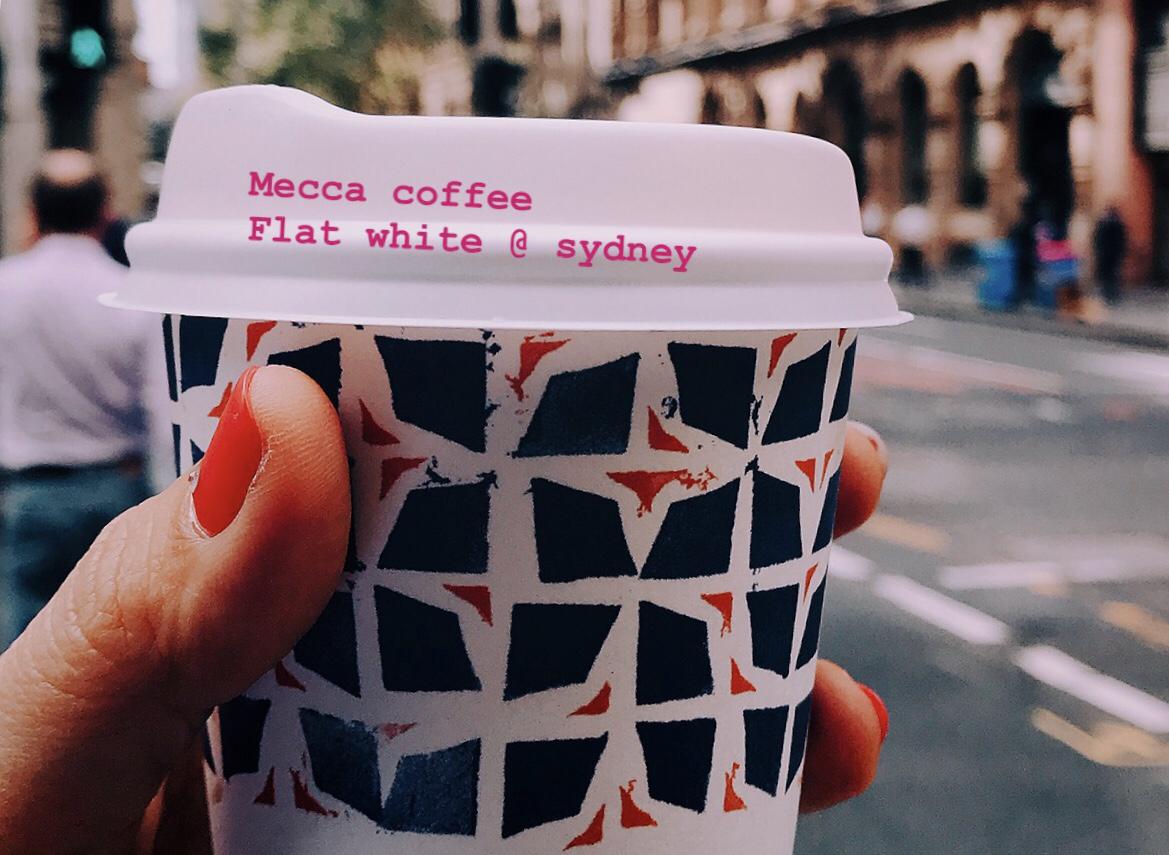 Mecca coffee
Flat white @ sydney